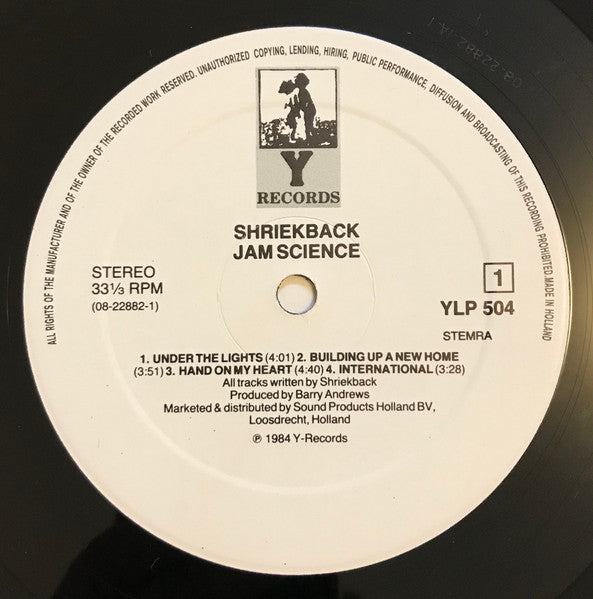 ALL RIGHTS OF THE MANUFACTURER AND OF THE OWNER OF THE RECORDED WORK RESERVED. UNAUTHORIZED COPYING, LENDING, HIRING, PUBLIC PERFORMANCE, DIFFUSION AND BROADCASTING OF THIS RECORDING PROHIBITED. MADE IN HOLLAND
Y
RECORDS
SHRIEKBACK
JAM SCIENCE
STEREO
33⅓ RPM
(08-22882-1)
1
YLP 504
STEMRA
1. UNDER THE LIGHTS (4:01) 2. BUILDING UP A NEW HOME
(3:51) 3. HAND ON MY HEART (4:40) 4. INTERNATIONAL (3:28)
All tracks written by Shriekback
Produced by Barry Andrews
Marketed & distributed by Sound Products Holland BV,
Loosdrecht, Holland
℗ 1984 Y-Records